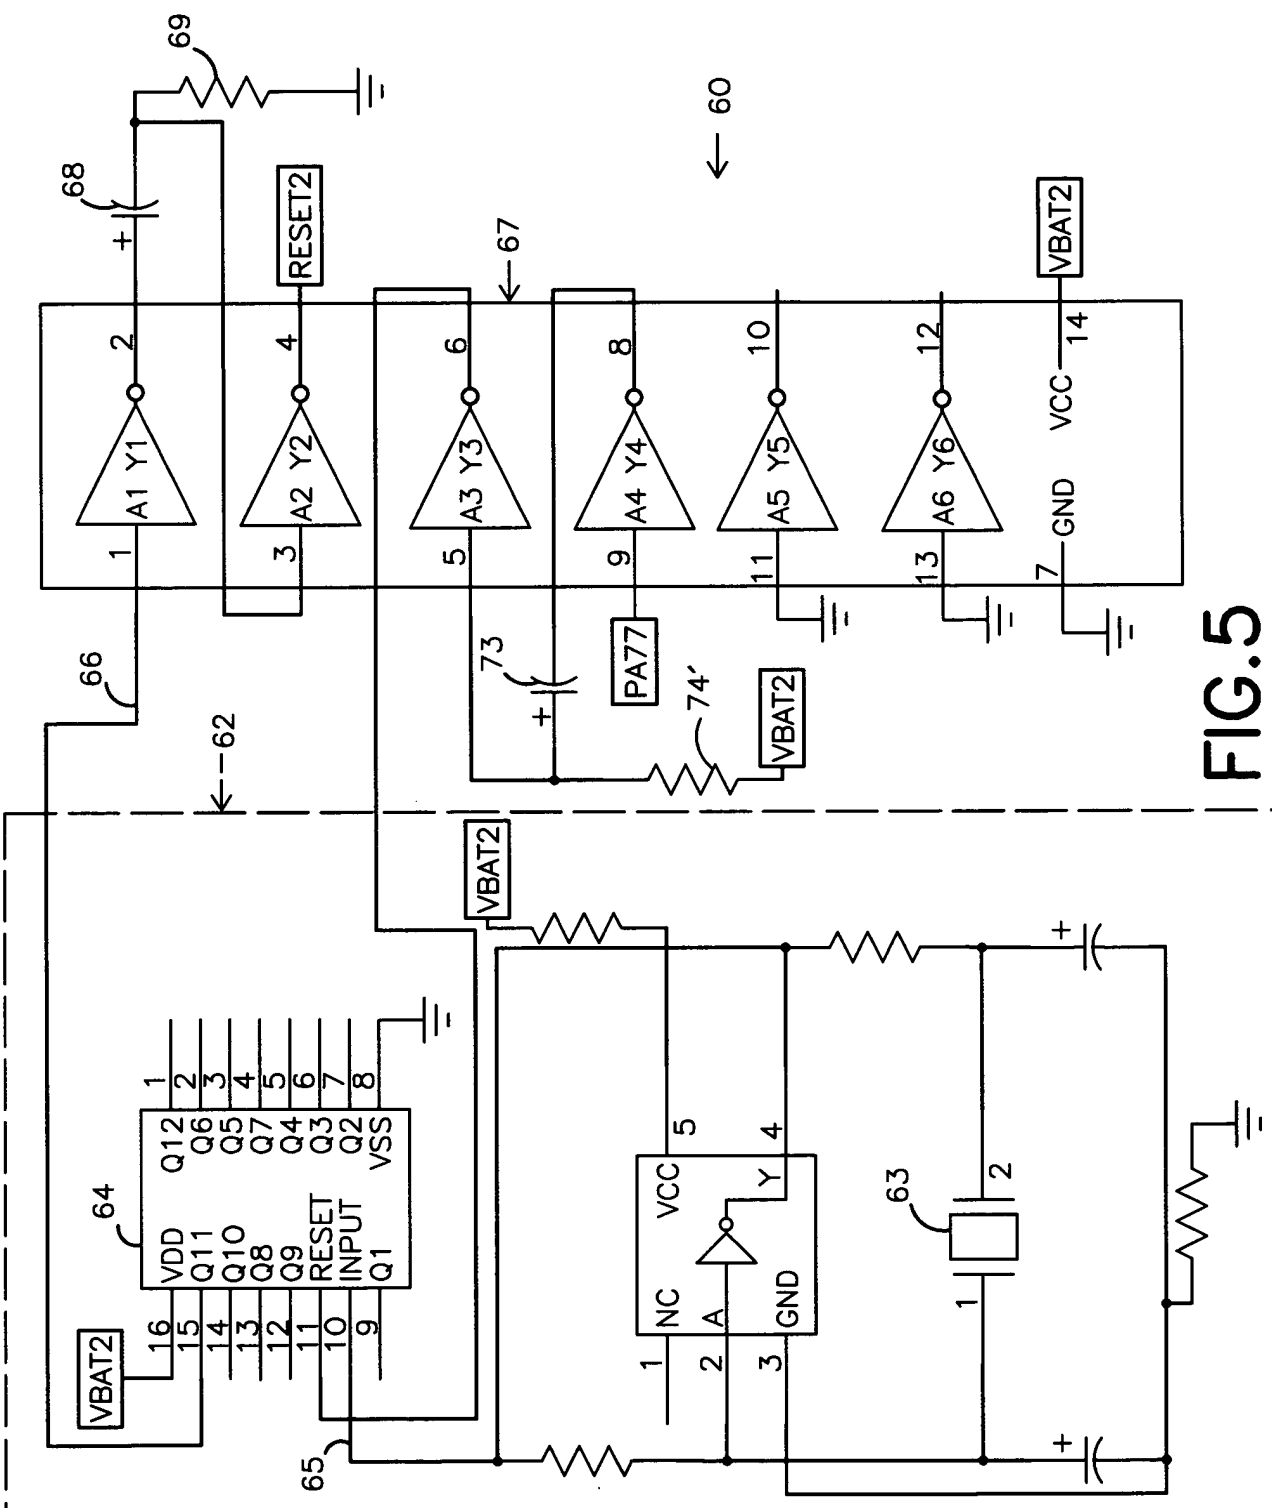 69
68
+
60
RESET2
67
VBAT2
2
4
6
8
10
12
14
VCC
A1 Y1
A2 Y2
A3 Y3
A4 Y4
A5 Y5
A6 Y6
GND
1
3
5
9
11
13
7
66
73
+
PA77
74′
VBAT2
62
FIG.5
VBAT2
64
1
2
3
4
5
6
7
8
Q12
Q6
Q5
Q7
Q4
Q3
Q2
VSS
VDD
Q11
Q10
Q8
Q9
RESET
INPUT
Q1
16
15
14
13
12
11
10
9
VBAT2
65
5
4
VCC
Y
NC
A
GND
1
2
3
63
2
1
+
+